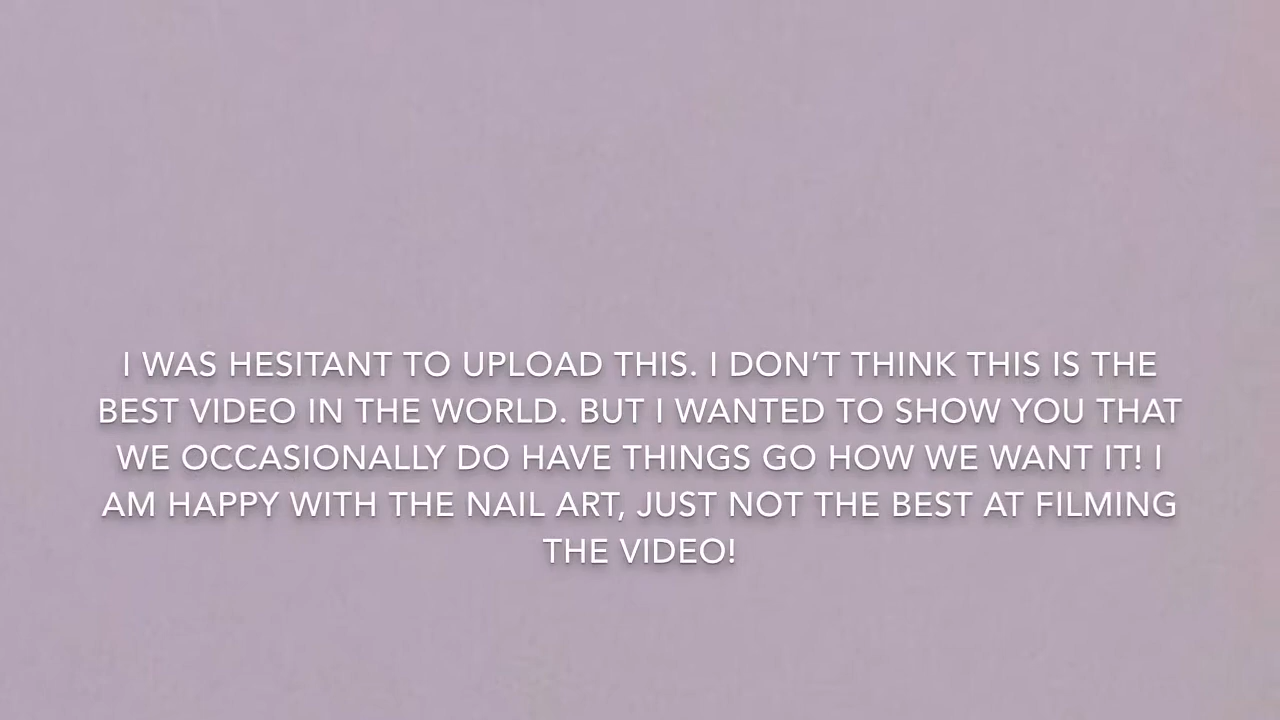 I WAS HESITANT TO UPLOAD THIS. I DON’T THINK THIS IS THE
BEST VIDEO IN THE WORLD. BUT I WANTED TO SHOW YOU THAT
WE OCCASIONALLY DO HAVE THINGS GO HOW WE WANT IT! I
AM HAPPY WITH THE NAIL ART, JUST NOT THE BEST AT FILMING
THE VIDEO!